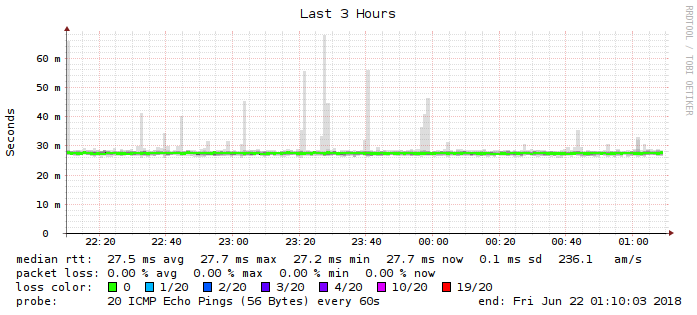 Last 3 Hours
RRDTOOL / TOBI OETIKER
Seconds
60 m
50 m
40 m
30 m
20 m
10 m
0
22:20 22:40 23:00 23:20 23:40 00:00 00:20 00:40 01:00
median rtt: 27.5 ms avg 27.7 ms max 27.2 ms min 27.7 ms now 0.1 ms sd 236.1 am/s
packet loss: 0.00 % avg 0.00 % max 0.00 % min 0.00 % now
loss color: 0 1/20 2/20 3/20 4/20 10/20 19/20
probe: 20 ICMP Echo Pings (56 Bytes) every 60s end: Fri Jun 22 01:10:03 2018